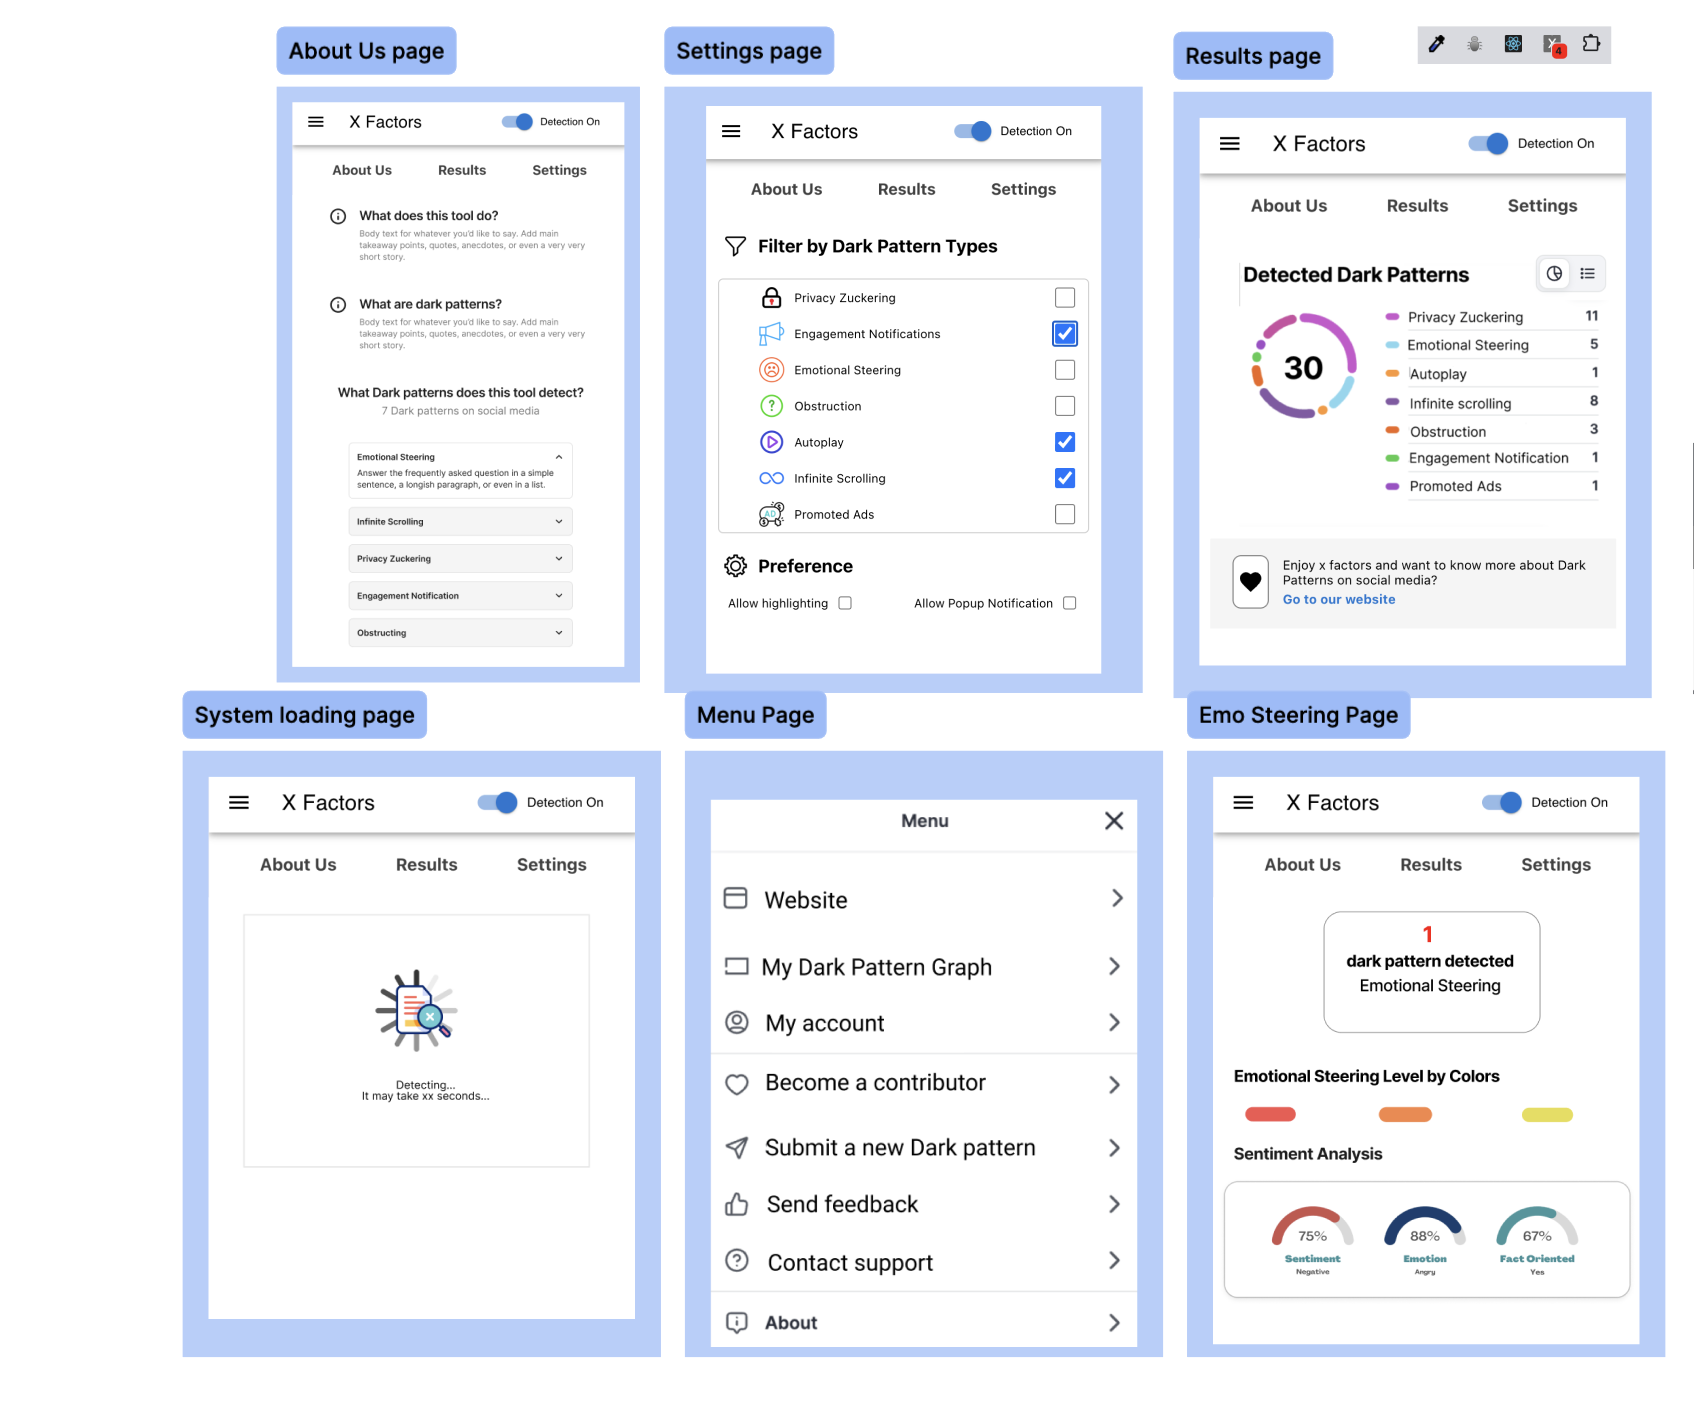 About Us page
X Factors
Detection On
About Us
Results
Settings
What does this tool do?
Body text for whatever you'd like to say. Add main
takeaway points, quotes, anecdotes, or even a very very
short story.
What are dark patterns?
Body text for whatever you'd like to say. Add main
takeaway points, quotes, anecdotes, or even a very very
short story.
What Dark patterns does this tool detect?
7 Dark patterns on social media
Emotional Steering
Answer the frequently asked question in a simple
sentence, a longish paragraph, or even in a list.
Infinite Scrolling
Privacy Zuckering
Engagement Notification
Obstructing
Settings page
X Factors
Detection On
About Us
Results
Settings
Filter by Dark Pattern Types
Privacy Zuckering
Engagement Notifications
Emotional Steering
Obstruction
Autoplay
Infinite Scrolling
AD
Promoted Ads
Preference
Allow highlighting
Allow Popup Notification
Results page
4
X Factors
Detection On
About Us
Results
Settings
Detected Dark Patterns
30
Privacy Zuckering 11
Emotional Steering 5
Autoplay 1
Infinite scrolling 8
Obstruction 3
Engagement Notification 1
Promoted Ads 1
Enjoy x factors and want to know more about Dark
Patterns on social media?
Go to our website
System loading page
X Factors
Detection On
About Us
Results
Settings
Detecting...
It may take xx seconds...
Menu Page
Menu
Website
My Dark Pattern Graph
My account
Become a contributor
Submit a new Dark pattern
Send feedback
Contact support
About
Emo Steering Page
X Factors
Detection On
About Us
Results
Settings
1
dark pattern detected
Emotional Steering
Emotional Steering Level by Colors
Sentiment Analysis
75%
Sentiment
Negative
88%
Emotion
Angry
67%
Fact Oriented
Yes